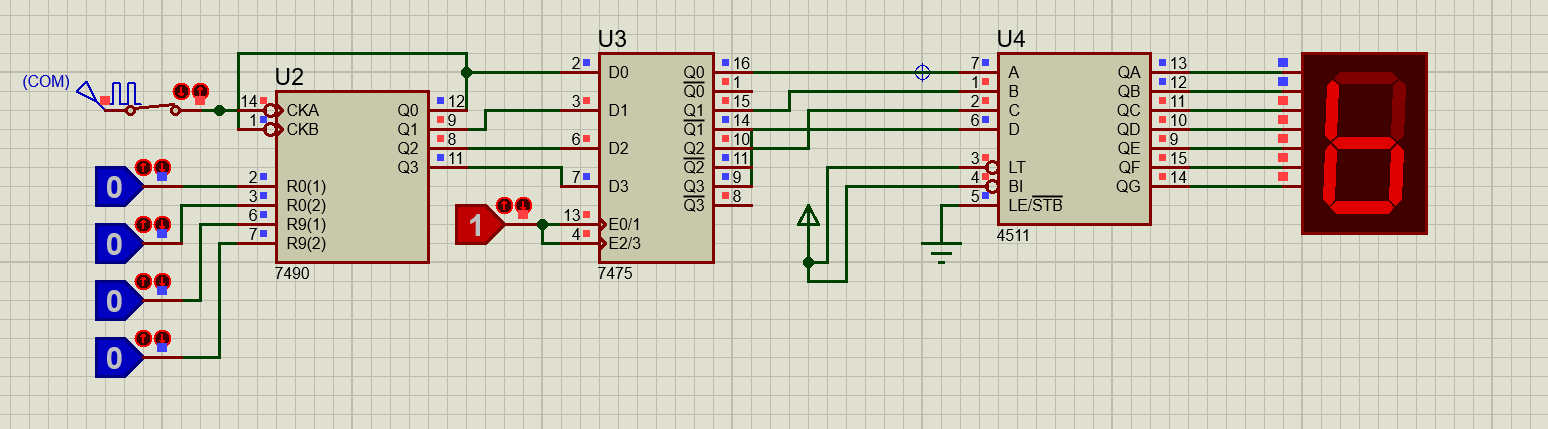 (COM)
U2
14 CKA
1 CKB
Q0 12
Q1 9
Q2 8
Q3 11
2 R0(1)
3 R0(2)
6 R9(1)
7 R9(2)
7490
0
0
0
0
1
U3
2 D0
3 D1
6 D2
7 D3
13 E0/1
4 E2/3
Q0 16
Q0 1
Q1 15
Q1 14
Q2 10
Q2 11
Q3 9
Q3 8
7475
U4
7 A
1 B
2 C
6 D
3 LT
4 BI
5 LE/STB
QA 13
QB 12
QC 11
QD 10
QE 9
QF 15
QG 14
4511
6